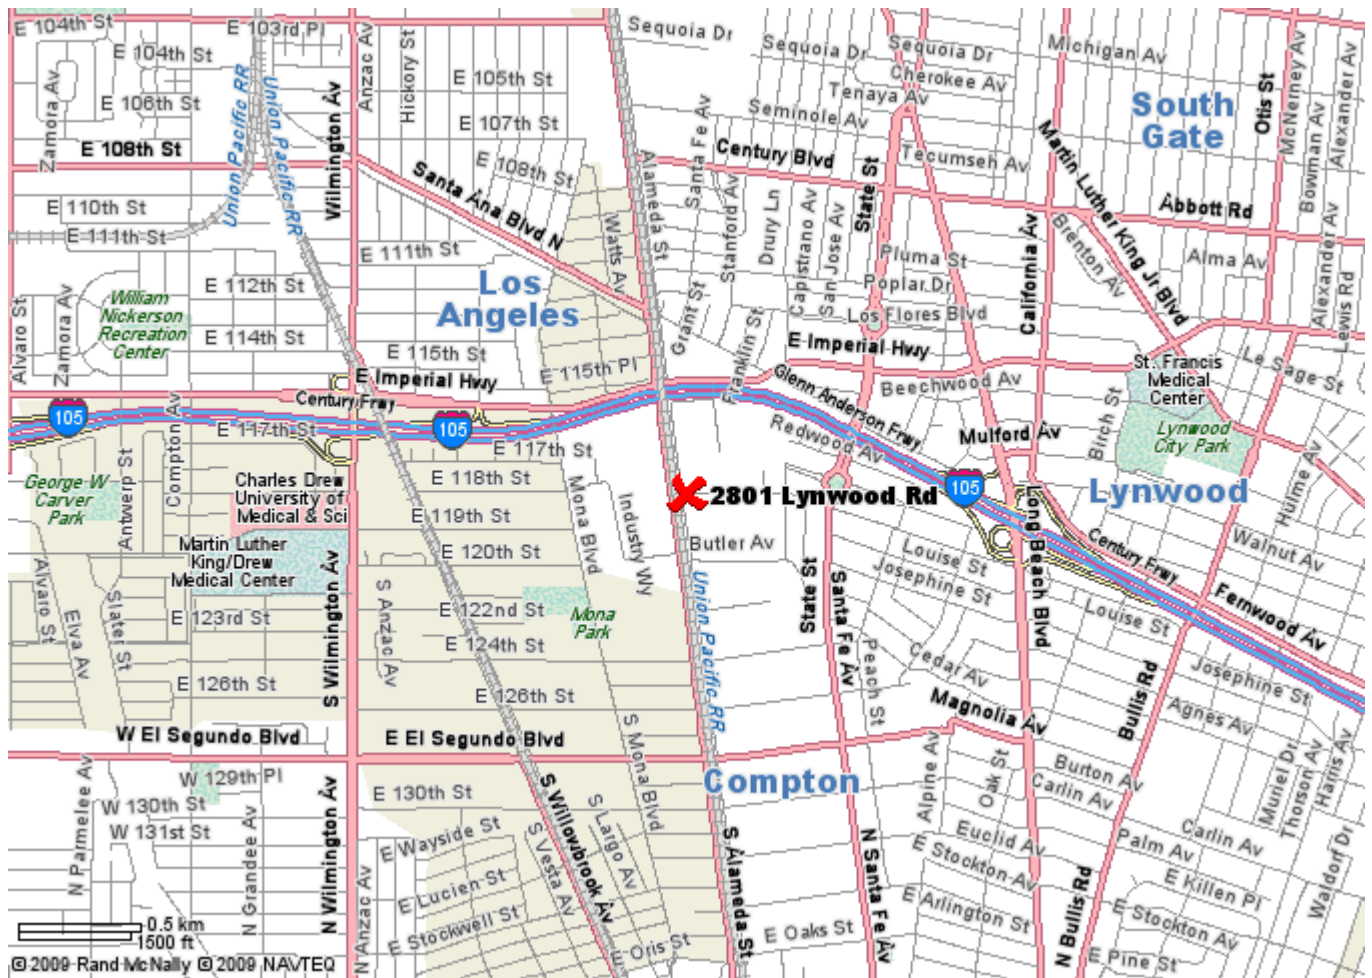 E 104th St
E 103rd Pl
Sequoia Dr
Sequoia Dr
Sequoia Dr
Michigan Av
E 104th St
Anzac Av
Hickory St
E 105th St
Cherokee Av
Tenaya Av
South
Gate
Otis St
McNerney Av
Bowman Av
Alexander Av
Zamora Av
E 106th St
Union Pacific RR
Union Pacific RR
Wilmington Av
E 107th St
Seminole Av
Santa Fe Av
Century Blvd
Tecumseh Av
Martin Luther King Jr Blvd
E 108th St
E 108th St
Santa Ana Blvd N
Alameda St
Stanford Av
Drury Ln
Capistrano Av
San Jose Av
State St
Abbott Rd
E 110th St
E 111th St
E 111th St
Watts Av
Pluma St
California Av
Brenton Av
Alma Av
Alexander Av
Lewis Rd
E 112th St
Los
Angeles
Grant St
Poplar Dr
Los Flores Blvd
William
Nickerson
Recreation
Center
Alvaro St
Zamora Av
E 114th St
E 115th St
E 115th Pl
Franklin St
E Imperial Hwy
St. Francis
Medical
Center
Le Sage St
E Imperial Hwy
Century Frwy
Glenn Anderson Frwy
Beechwood Av
Birch St
105
105
Compton Av
E 117th St
E 117th St
Redwood Av
Mulford Av
Lynwood
City Park
Antwerp St
George W
Carver
Park
Charles Drew
University of
Medical & Sci
E 118th St
Mona Blvd
Industry Wy
2801 Lynwood Rd
105
Lynwood
Hulme Av
E 119th St
Long Beach Blvd
Century Frwy
Walnut Av
Martin Luther
King/Drew
Medical Center
E 120th St
Butler Av
Louise St
Josephine St
Alvaro St
Elva Av
Slater St
S Wilmington Av
S Anzac Av
E 122nd St
Mona
Park
Union Pacific RR
State St
Santa Fe Av
Peach St
Louise St
Fernwood Av
E 123rd St
E 124th St
Cedar Av
Josephine St
E 126th St
E 126th St
Magnolia Av
Bullis Rd
Agnes Av
W El Segundo Blvd
E El Segundo Blvd
S Mona Blvd
Compton
Alpine Av
Oak St
Burton Av
Carlin Av
Muriel Dr
Thorson Av
Harris Av
N Parmelee Av
W 129th Pl
W 130th St
W 131st St
N Grandee Av
N Wilmington Av
E 130th St
S Willowbrook Av
S Largo Av
S Vesta Av
E Wayside St
S Alameda St
N Santa Fe Av
Euclid Av
E Stockton Av
Palm Av
Carlin Av
E Killen Pl
Waldorf Dr
N Anzac Av
E Lucien St
E Stockwell St
Oris St
E Oaks St
E Arlington St
N Bullis Rd
E Stockton Av
E Pine St
0.5 km
1500 ft
© 2009 Rand McNally © 2009 NAVTEQ